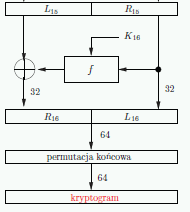 L₁₅ R₁₅
K₁₆
f
32 32
R₁₆ L₁₆
64
permutacja końcowa
64
kryptogram